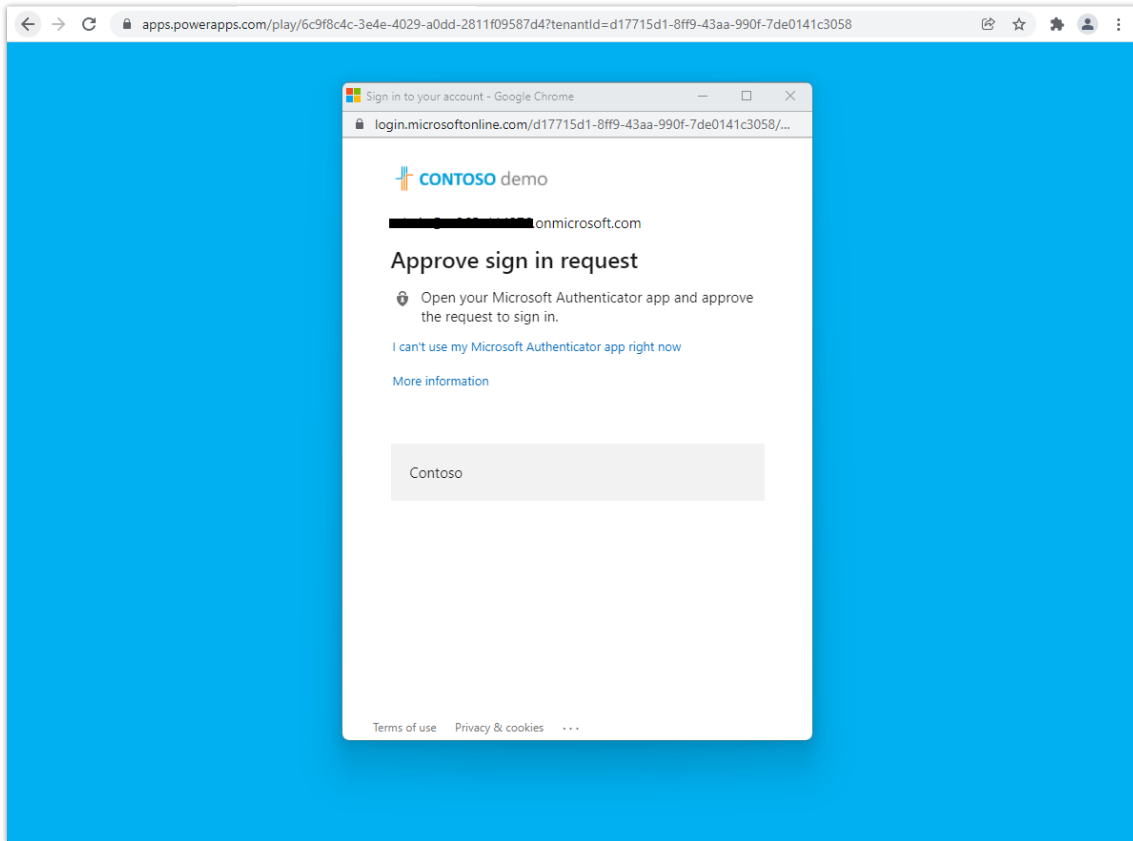 apps.powerapps.com/play/6c9f8c4c-3e4e-4029-a0dd-2811f09587d4?tenantId=d17715d1-8ff9-43aa-990f-7de0141c3058
Sign in to your account - Google Chrome
login.microsoftonline.com/d17715d1-8ff9-43aa-990f-7de0141c3058/...
CONTOSO demo
.onmicrosoft.com
Approve sign in request
Open your Microsoft Authenticator app and approve
the request to sign in.
I can't use my Microsoft Authenticator app right now
More information
Contoso
Terms of use Privacy & cookies ...